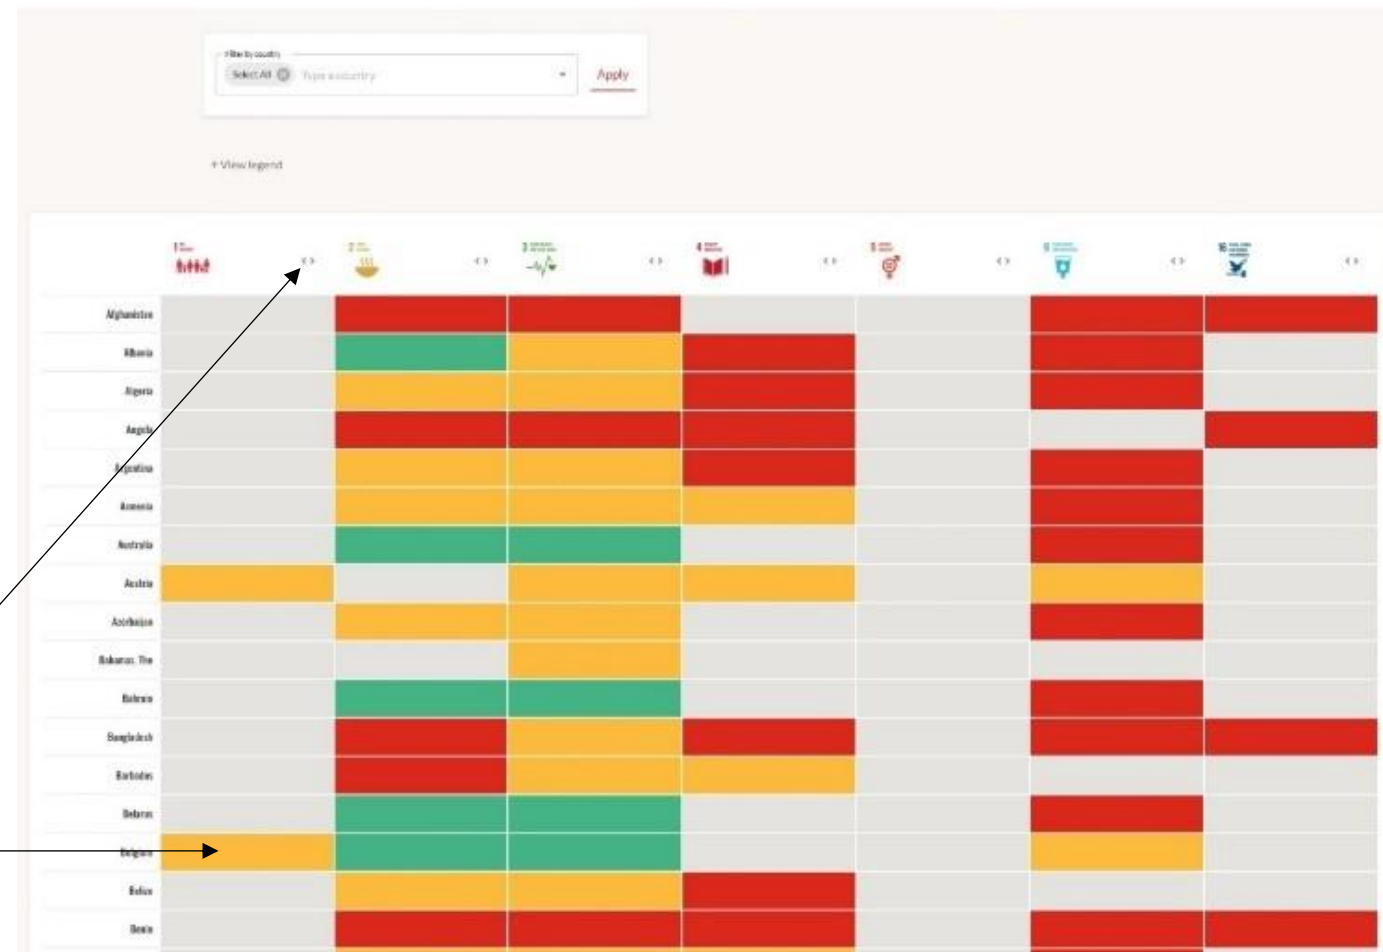 Filter by country
Select All
Type a country
Apply
+ View legend
1
2
3
4
5
6
16
Afghanistan
Albania
Algeria
Angola
Argentina
Armenia
Australia
Austria
Azerbaijan
Bahamas, The
Bahrain
Bangladesh
Barbados
Belarus
Belgium
Belize
Benin